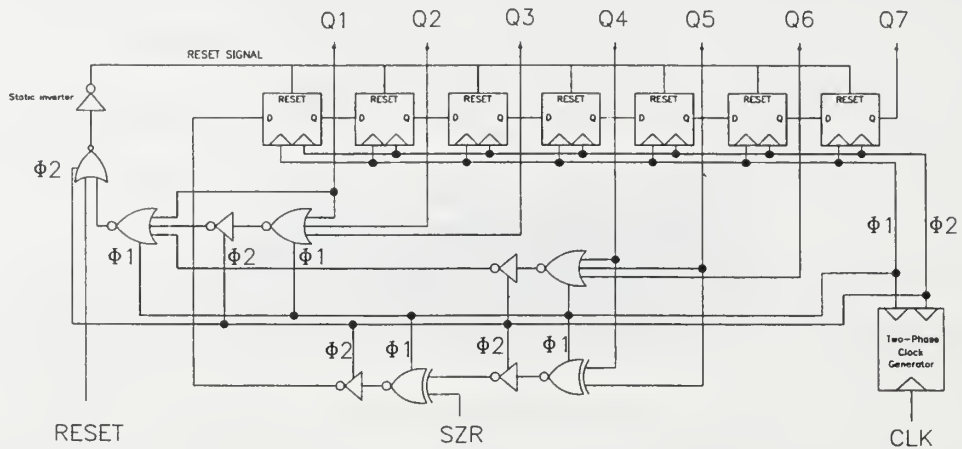 Q1 Q2 Q3 Q4 Q5 Q6 Q7
RESET SIGNAL
Static inverter
RESET RESET RESET RESET RESET RESET RESET
D Q D Q D Q D Q D Q D Q D Q
Φ2
Φ1 Φ2 Φ1
Φ1 Φ2
Φ2 Φ1 Φ2 Φ1
Two-Phase
Clock
Generator
RESET SZR CLK